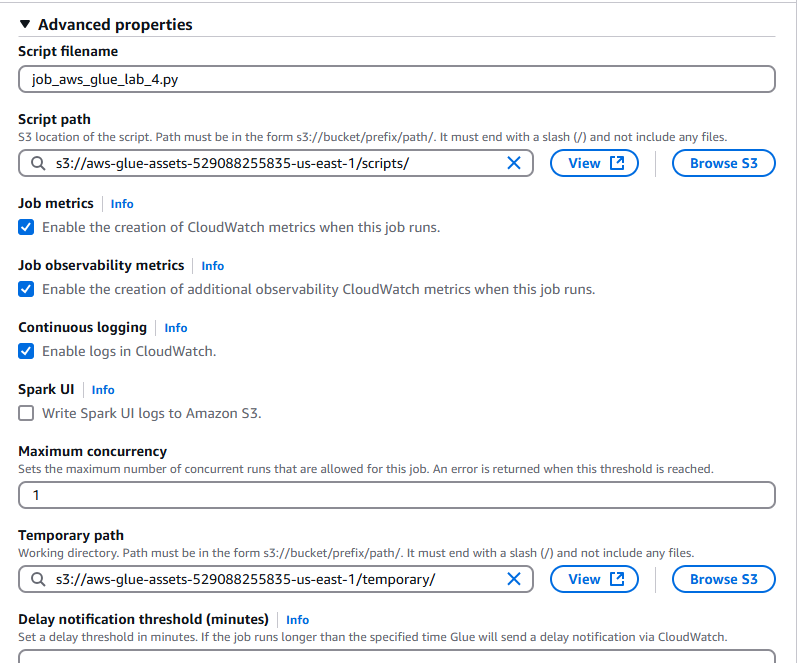 Advanced properties
Script filename
job_aws_glue_lab_4.py
Script path
S3 location of the script. Path must be in the form s3://bucket/prefix/path/. It must end with a slash (/) and not include any files.
s3://aws-glue-assets-529088255835-us-east-1/scripts/ View Browse S3
Job metrics Info
Enable the creation of CloudWatch metrics when this job runs.
Job observability metrics Info
Enable the creation of additional observability CloudWatch metrics when this job runs.
Continuous logging Info
Enable logs in CloudWatch.
Spark UI Info
Write Spark UI logs to Amazon S3.
Maximum concurrency
Sets the maximum number of concurrent runs that are allowed for this job. An error is returned when this threshold is reached.
1
Temporary path
Working directory. Path must be in the form s3://bucket/prefix/path/. It must end with a slash (/) and not include any files.
s3://aws-glue-assets-529088255835-us-east-1/temporary/ View Browse S3
Delay notification threshold (minutes) Info
Set a delay threshold in minutes. If the job runs longer than the specified time Glue will send a delay notification via CloudWatch.